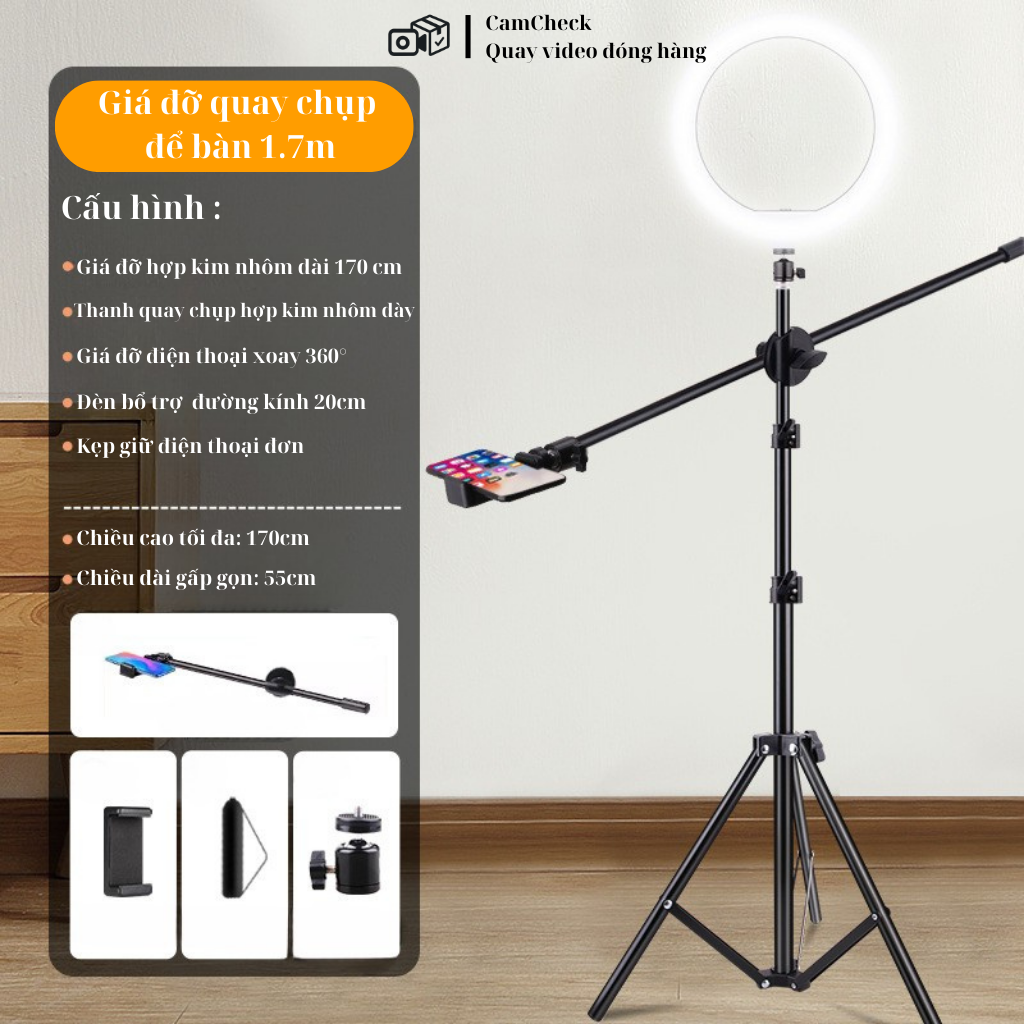 CamCheck
Quay video đóng hàng
Giá đỡ quay chụp
để bàn 1.7m
Cấu hình :
Giá đỡ hợp kim nhôm dài 170 cm
Thanh quay chụp hợp kim nhôm dày
Giá đỡ điện thoại xoay 360°
Đèn bổ trợ đường kính 20cm
Kẹp giữ điện thoại đơn
Chiều cao tối đa: 170cm
Chiều dài gấp gọn: 55cm